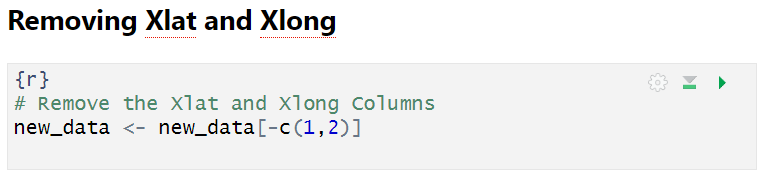 Removing Xlat and Xlong
{r}
# Remove the Xlat and Xlong Columns
new_data <- new_data[-c(1,2)]